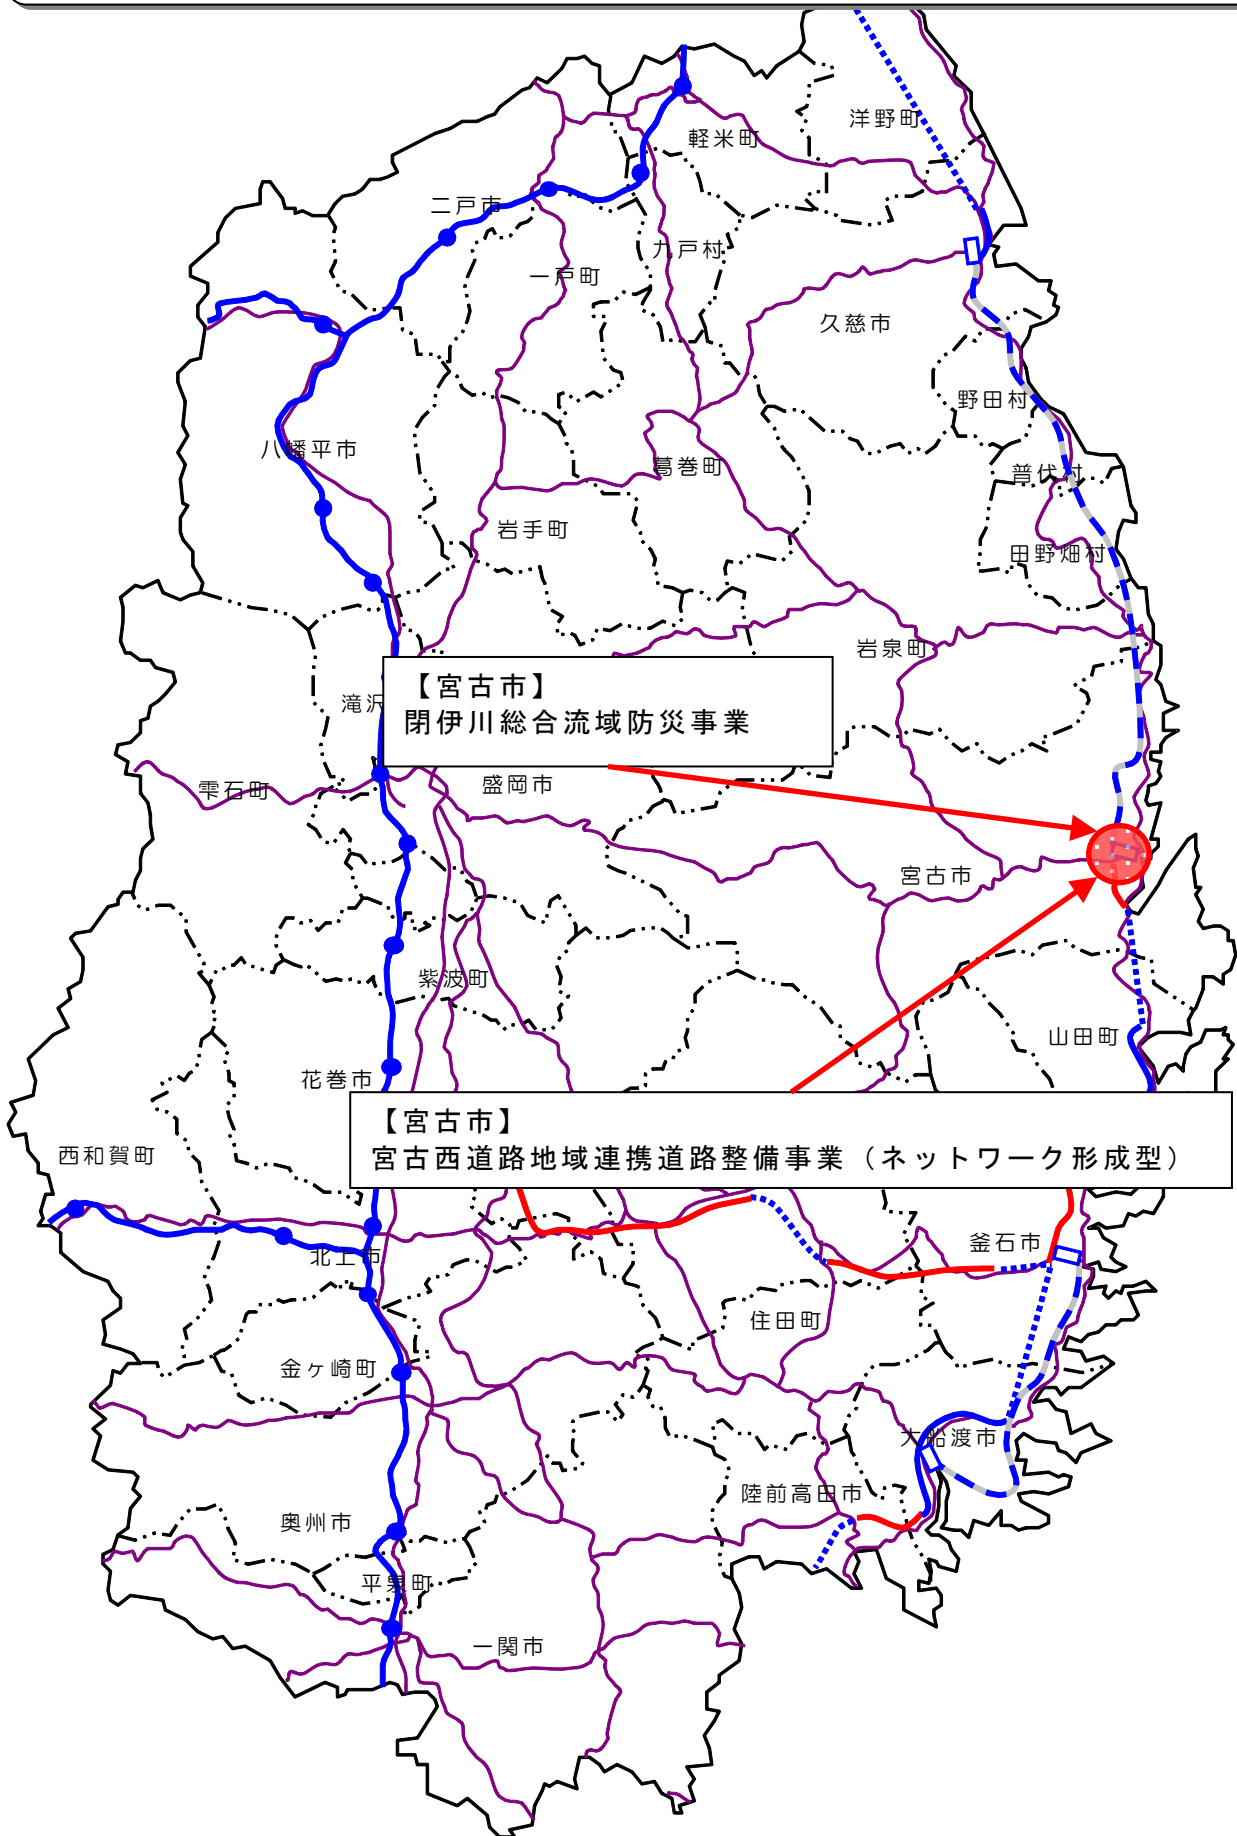 洋野町
軽米町
二戸市
九戸村
一戸町
久慈市
野田村
八幡平市
葛巻町
普伐村
岩手町
田野畑村
岩泉町
【宮古市】
閉伊川総合流域防災事業
滝沢
雫石町
盛岡市
宮古市
紫波町
山田町
花巻市
【宮古市】
宮古西道路地域連携道路整備事業（ネットワーク形成型）
西和賀町
釜石市
北上市
住田町
金ヶ崎町
大船渡市
陸前高田市
奥州市
平泉町
一関市